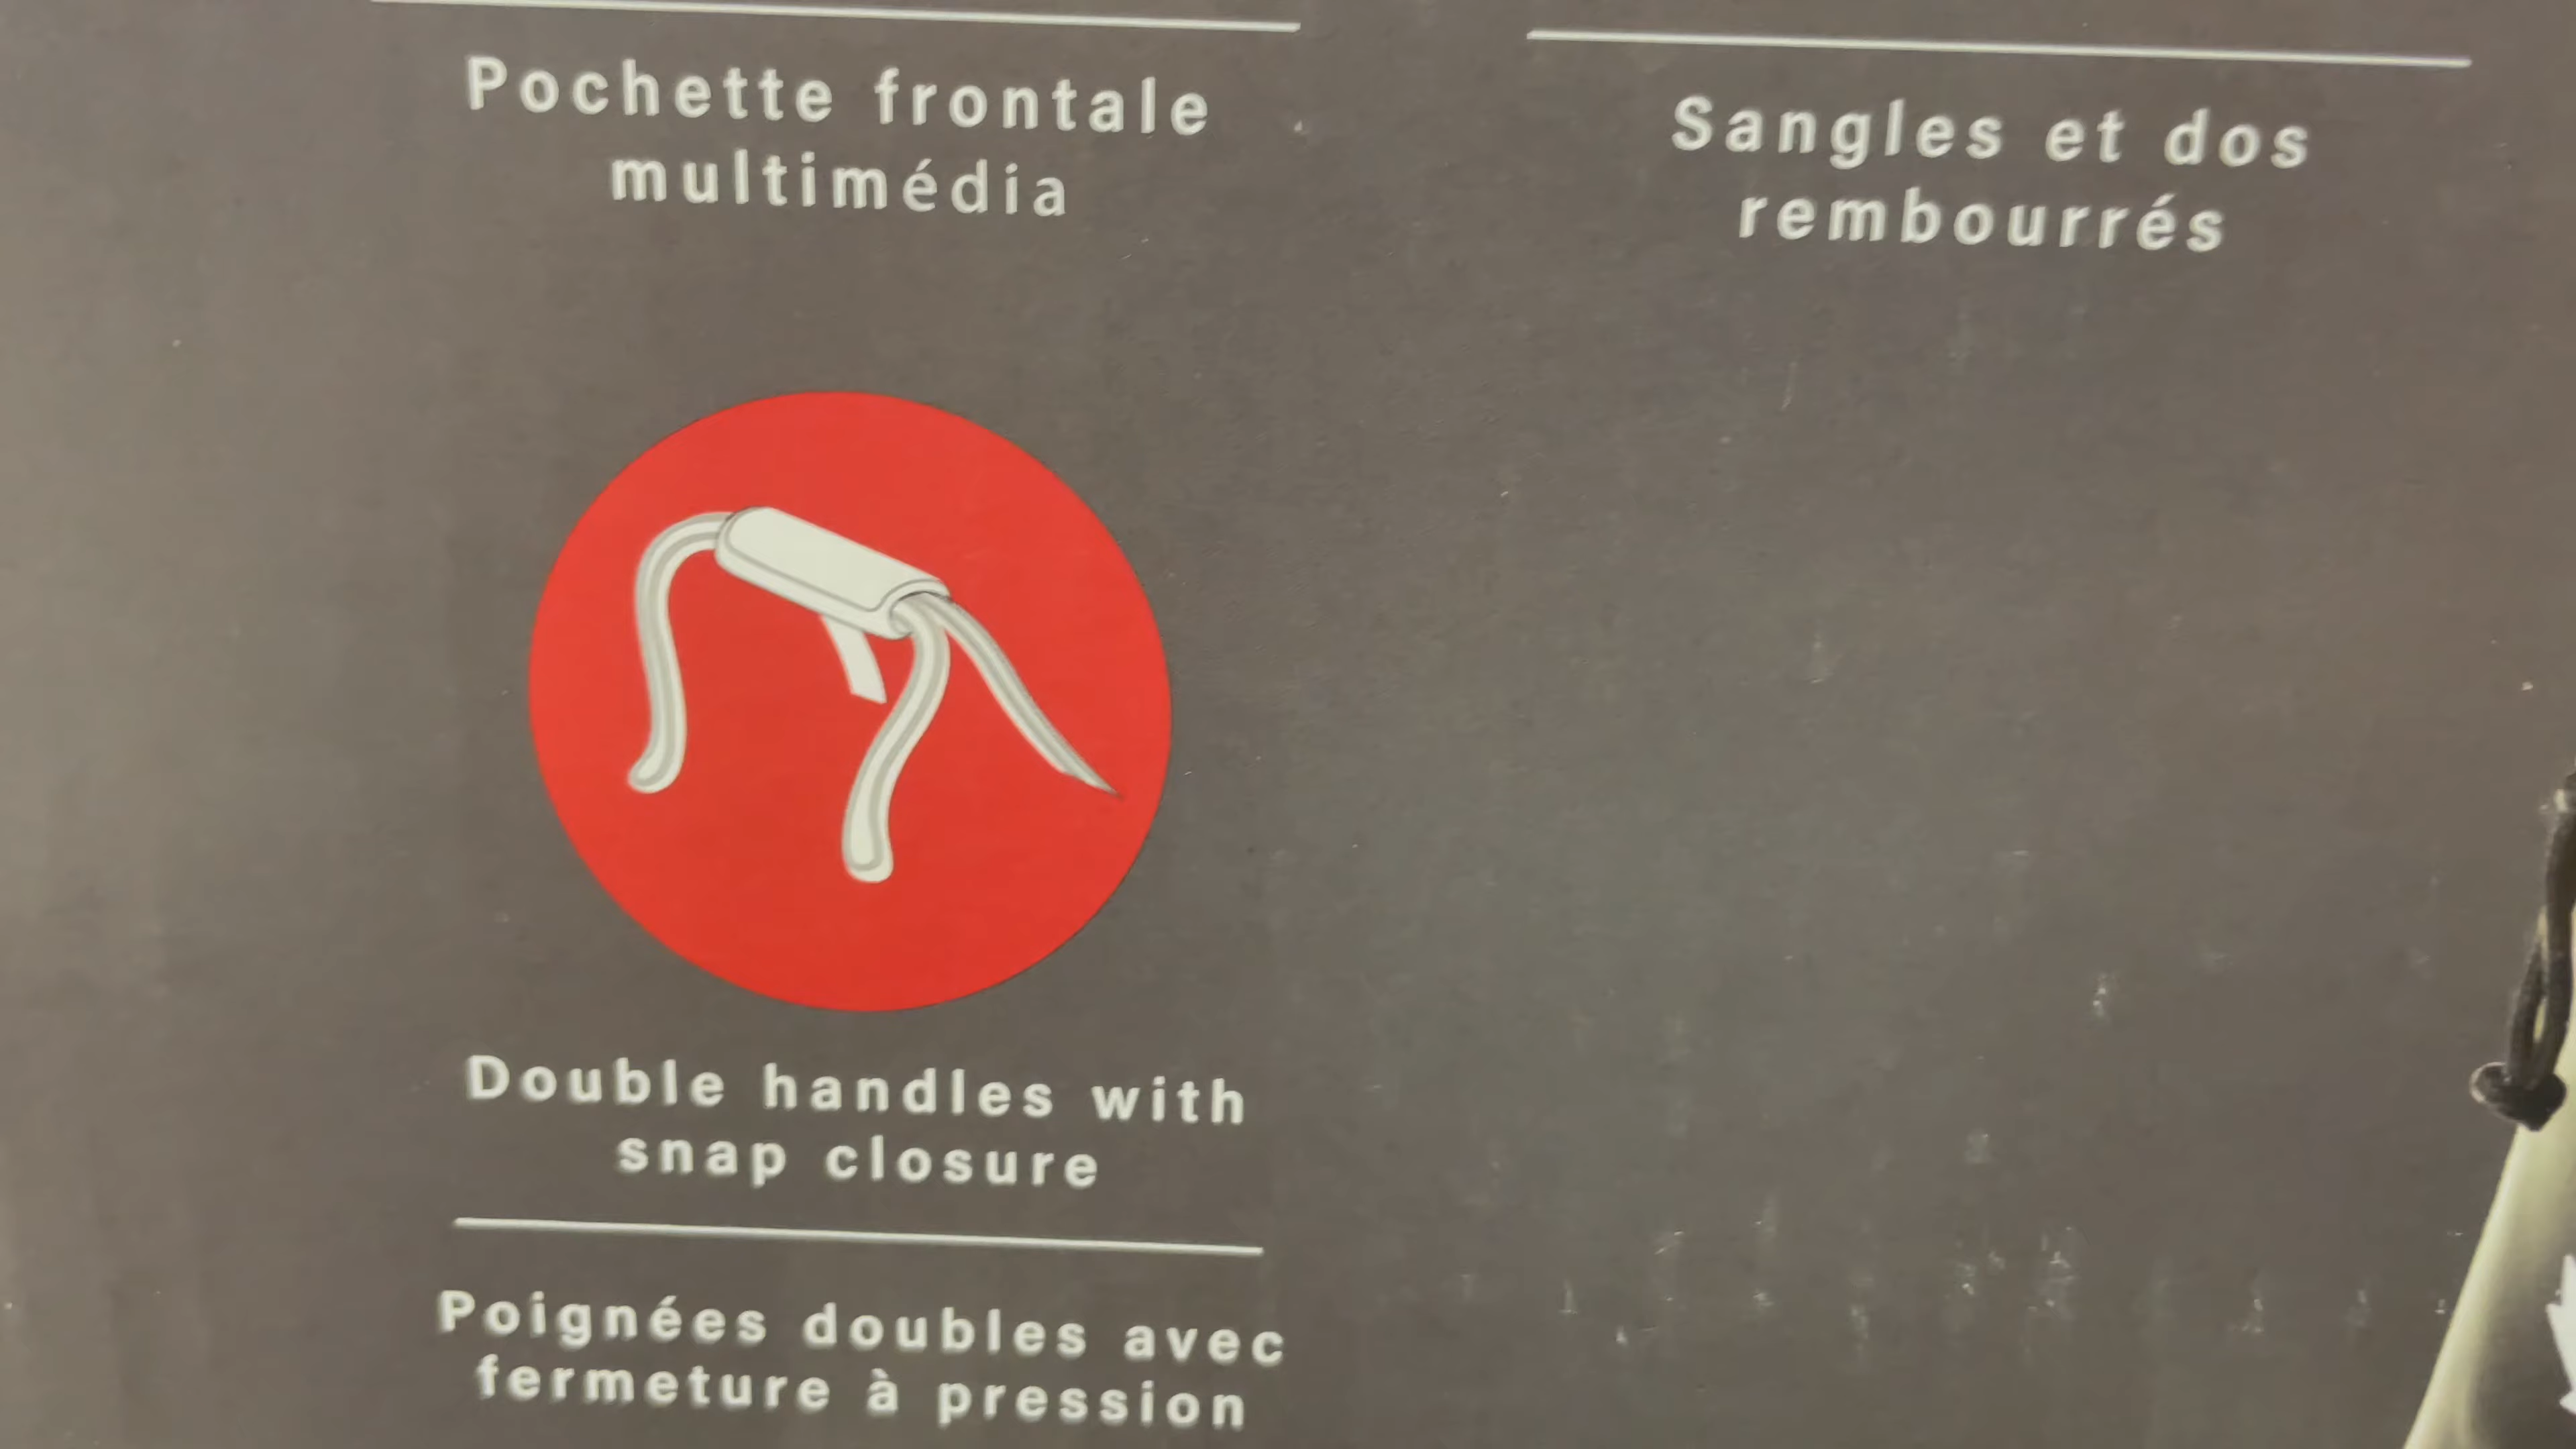 Pochette frontale
multimédia
Sangles et dos
rembourrés
Double handles with
snap closure
Poignées doubles avec
fermeture à pression